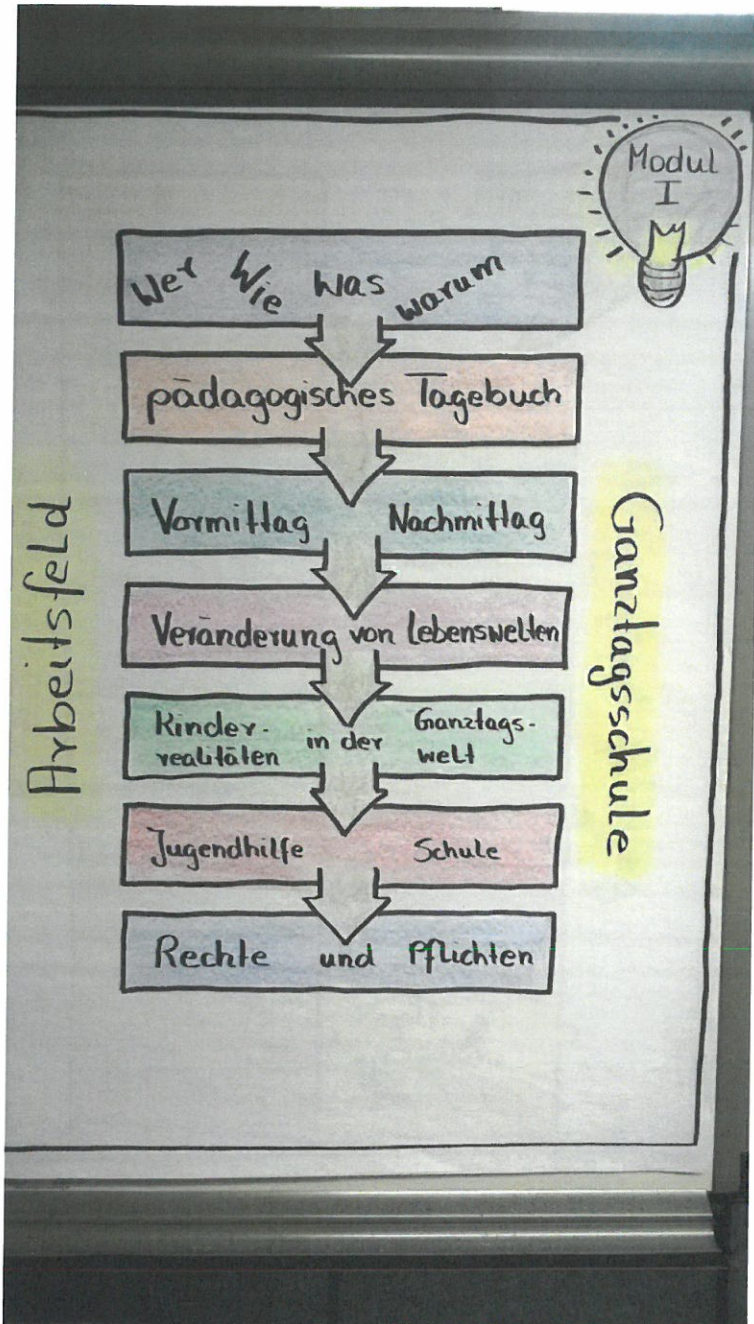 Modul
I
Wer Wie was warum
pädagogisches Tagebuch
Vormittag Nachmittag
Veränderung von Lebenswelten
Kinder- in der Ganztags-
realitäten welt
Jugendhilfe Schule
Rechte und Pflichten
Arbeitsfeld
Ganztagsschule